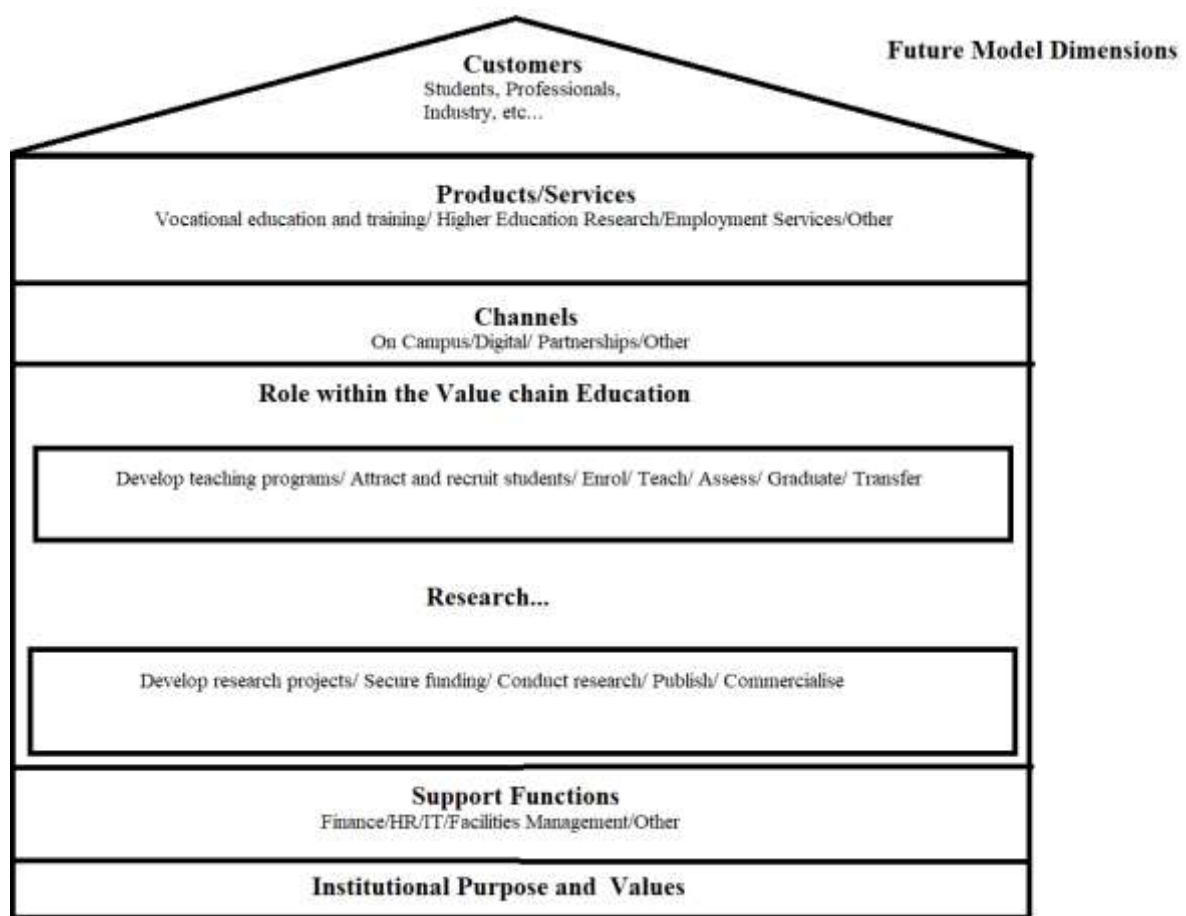 Future Model Dimensions
Customers
Students, Professionals,
Industry, etc...
Products/Services
Vocational education and training/ Higher Education Research/Employment Services/Other
Channels
On Campus/Digital/ Partnerships/Other
Role within the Value chain Education
Develop teaching programs/ Attract and recruit students/ Enrol/ Teach/ Assess/ Graduate/ Transfer
Research...
Develop research projects/ Secure funding/ Conduct research/ Publish/ Commercialise
Support Functions
Finance/HR/IT/Facilities Management/Other
Institutional Purpose and Values